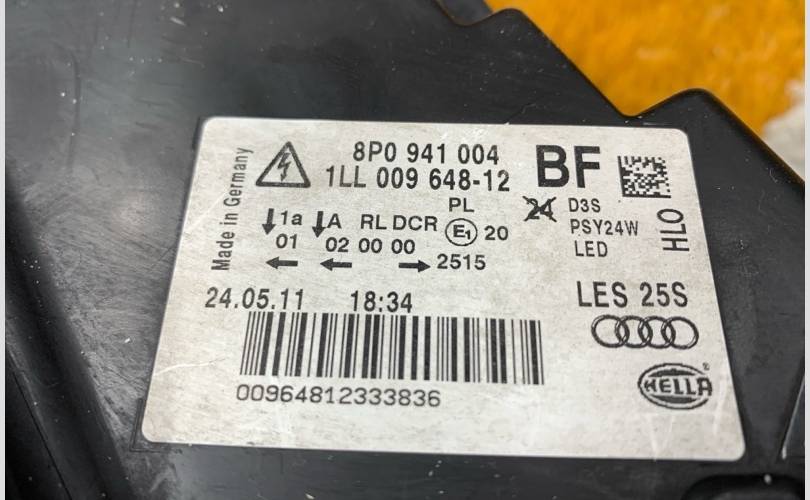 Made in Germany
8P0 941 004
1LL 009 648-12
BF
1a A RL DCR PL
01 02 00 00 E1 20
2515
24
D3S
PSY24W
LED
HLO
24.05.11 18:34
LES 25S
00964812333836
HELLA